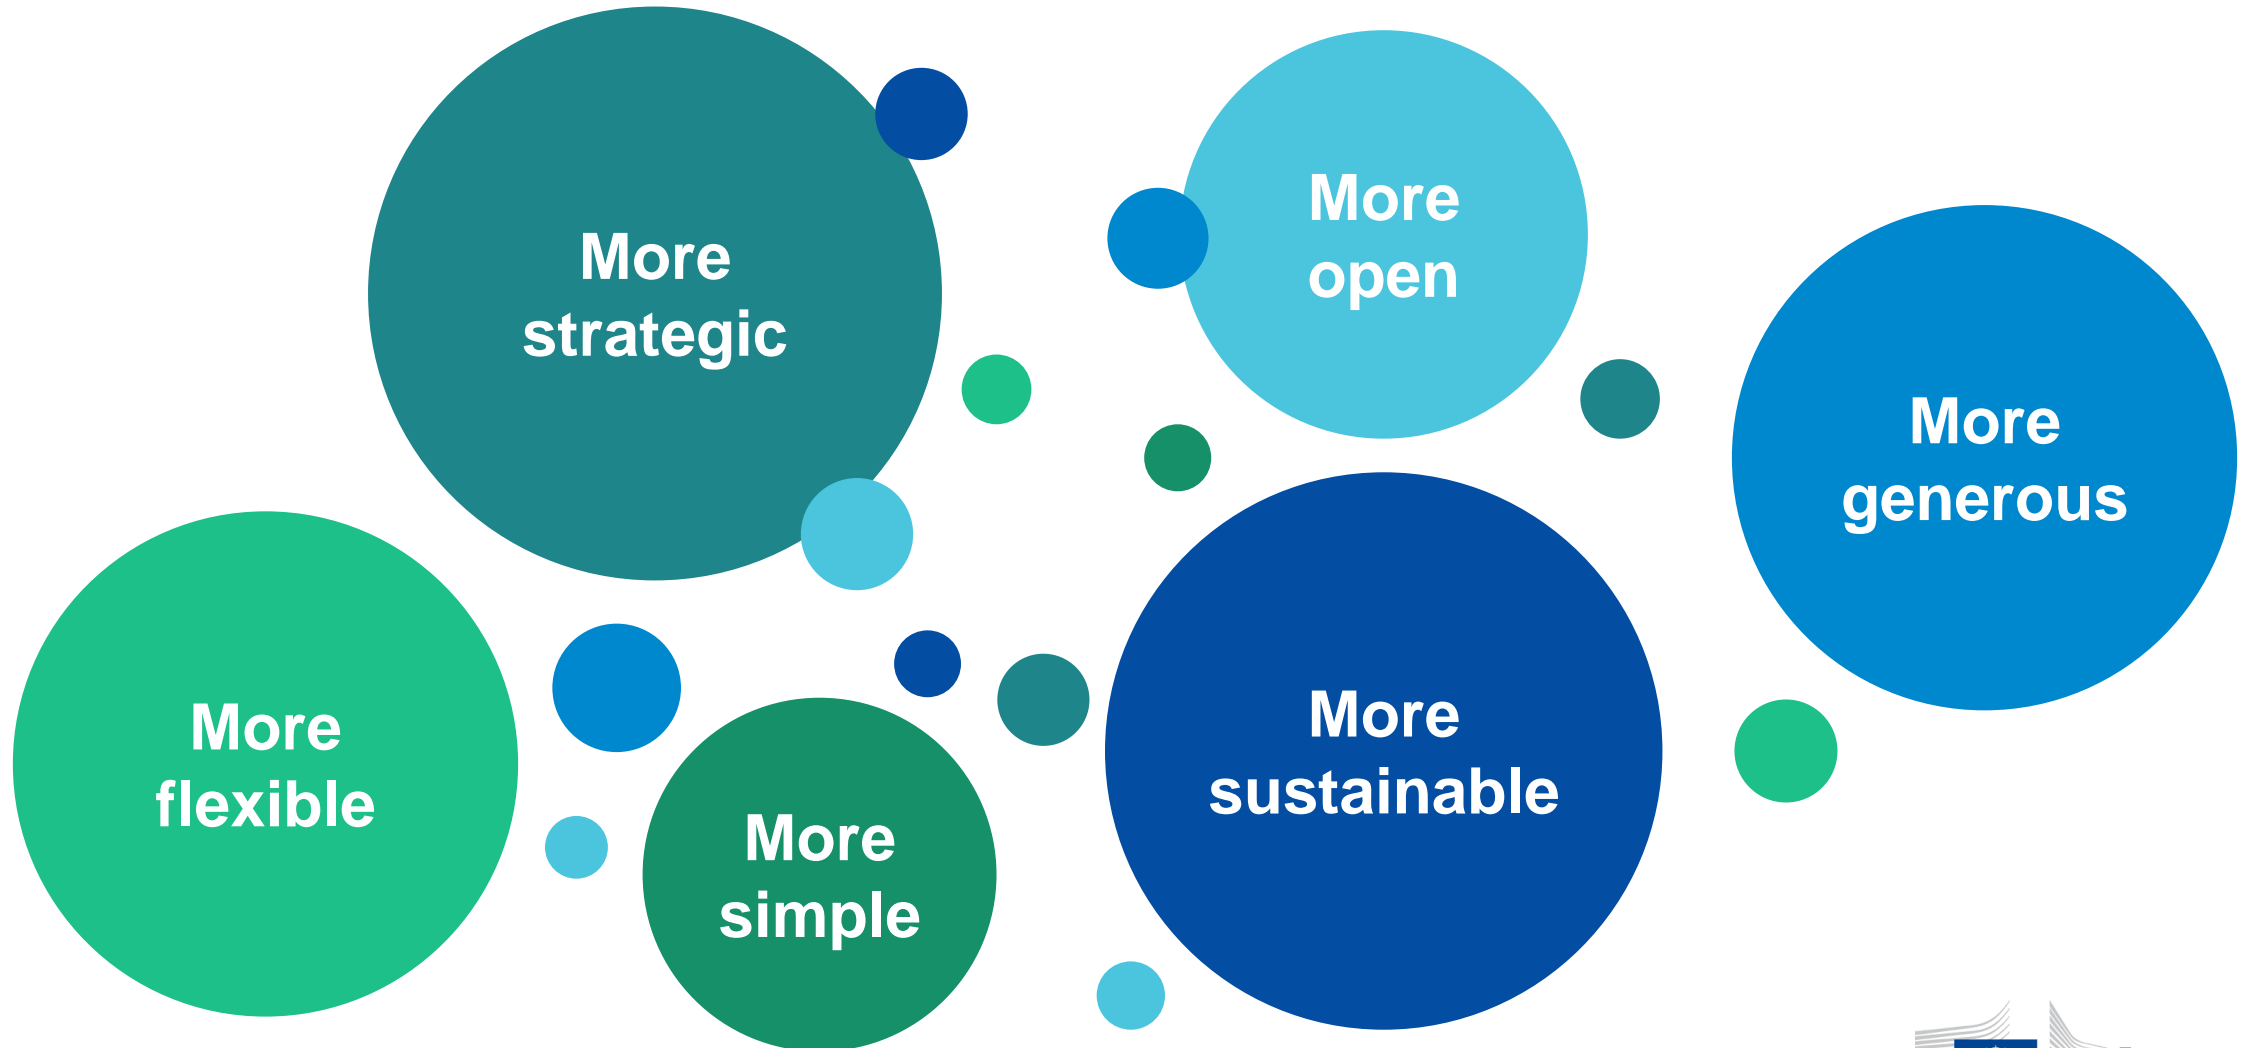 More
strategic
More
open
More
generous
More
flexible
More
sustainable
More
simple